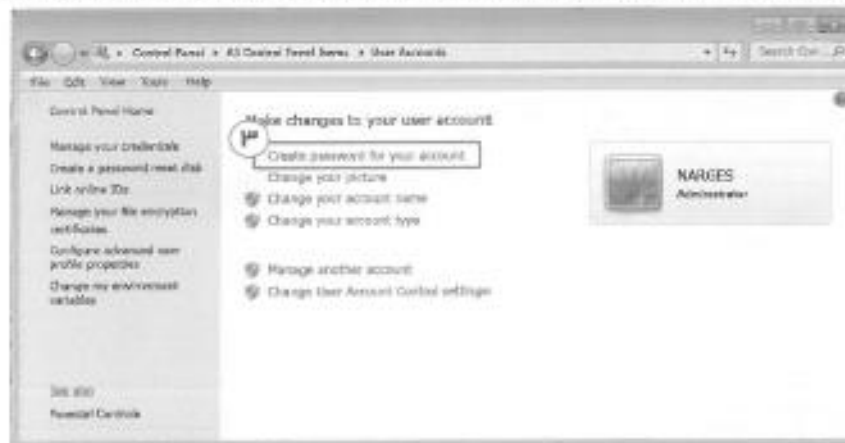 Control Panel ▸ All Control Panel Items ▸ User Accounts
Search Con...
File Edit View Tools Help
Control Panel Home
Manage your credentials
Create a password reset disk
Link online IDs
Manage your file encryption
certificates
Configure advanced user
profile properties
Change my environment
variables
See also
Parental Controls
Make changes to your user account
۳
Create password for your account
Change your picture
Change your account name
Change your account type
Manage another account
Change User Account Control settings
NARGES
Administrator